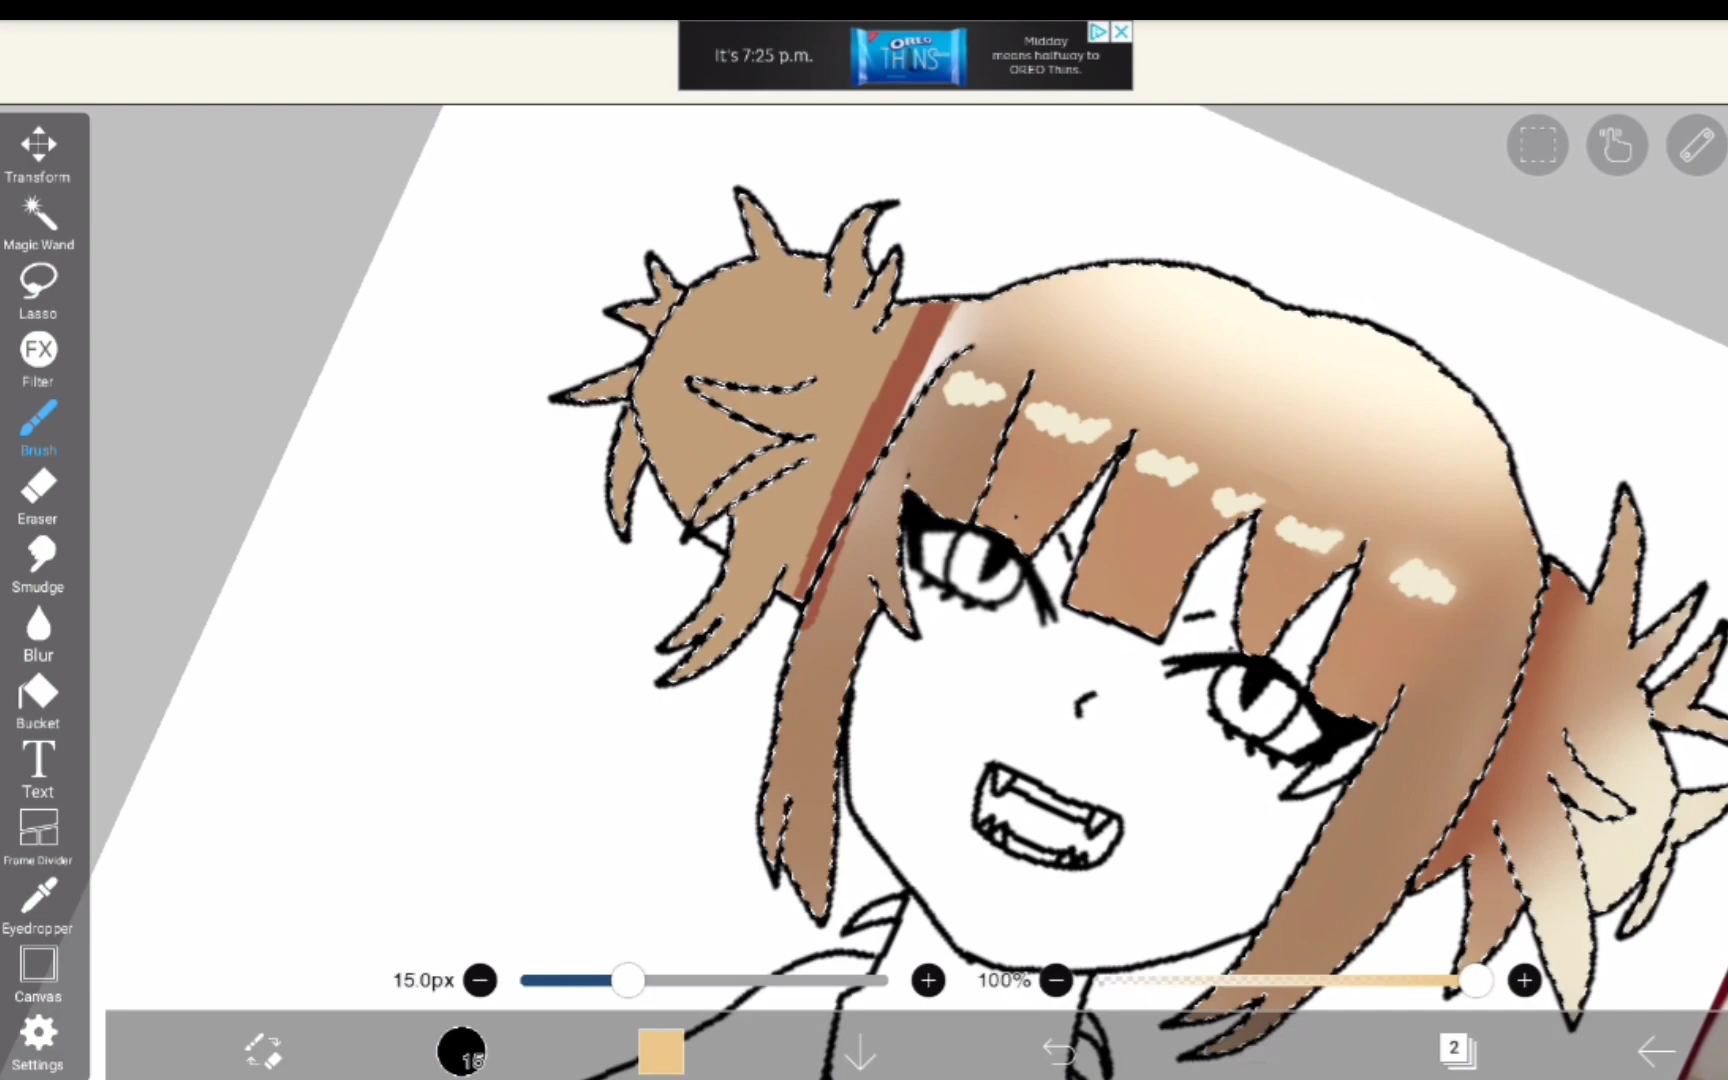 It's 7:25 p.m.
OREO
THINS
Midday
means halfway to
OREO Thins.
Transform
Magic Wand
Lasso
FX
Filter
Brush
Eraser
Smudge
Blur
Bucket
T
Text
Frame Divider
Eyedropper
Canvas
Settings
15.0px
100%
15
2